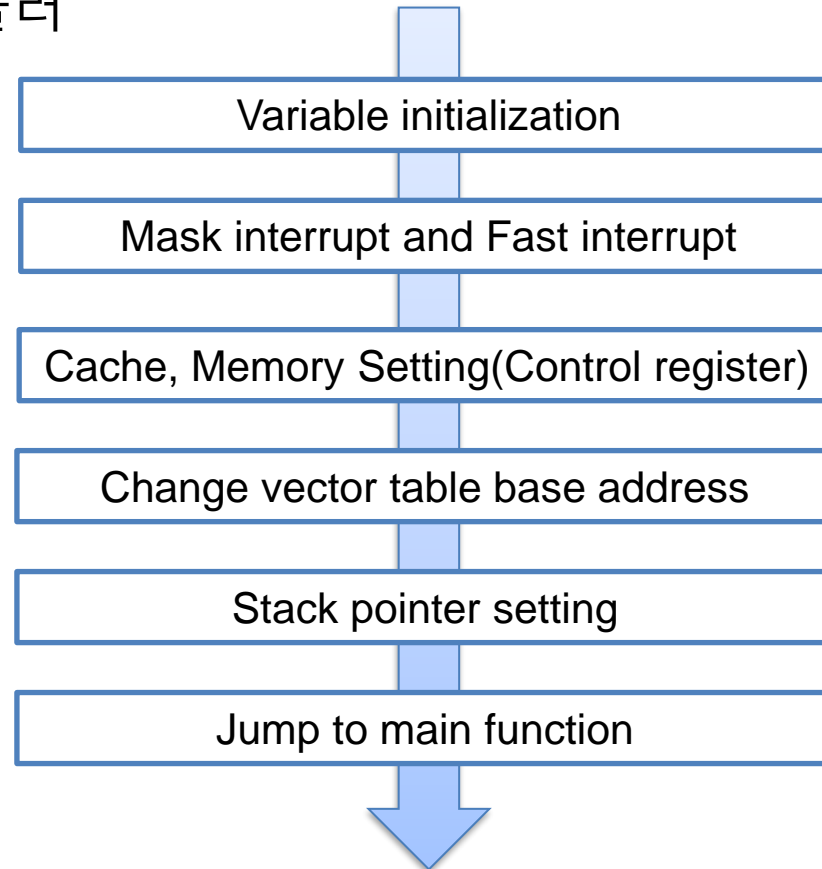 Variable initialization
Mask interrupt and Fast interrupt
Cache, Memory Setting(Control register)
Change vector table base address
Stack pointer setting
Jump to main function